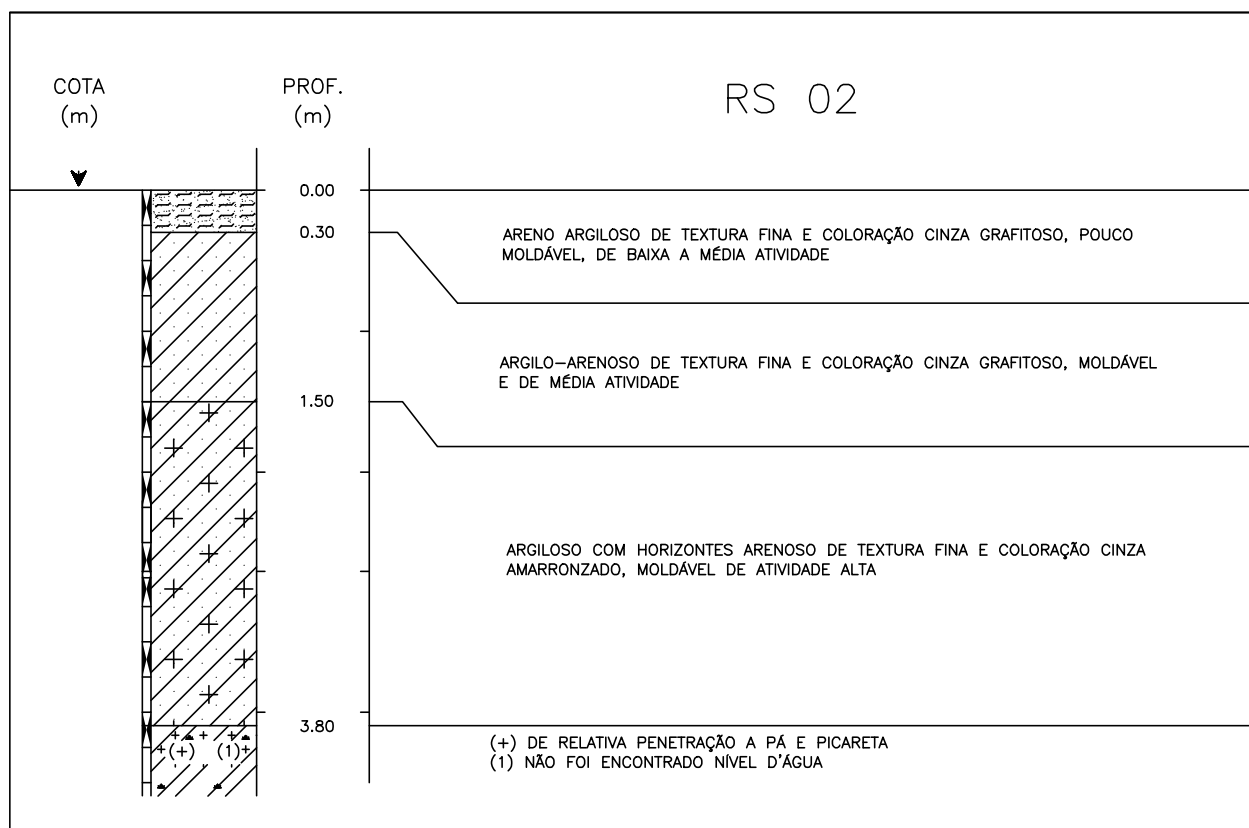 COTA
(m)
PROF.
(m)
RS 02
0.00
0.30
ARENO ARGILOSO DE TEXTURA FINA E COLORAÇÃO CINZA GRAFITOSO, POUCO
MOLDÁVEL, DE BAIXA A MÉDIA ATIVIDADE
ARGILO-ARENOSO DE TEXTURA FINA E COLORAÇÃO CINZA GRAFITOSO, MOLDÁVEL
E DE MÉDIA ATIVIDADE
1.50
ARGILOSO COM HORIZONTES ARENOSO DE TEXTURA FINA E COLORAÇÃO CINZA
AMARRONZADO, MOLDÁVEL DE ATIVIDADE ALTA
3.80
(+) (1)
(+) DE RELATIVA PENETRAÇÃO A PÁ E PICARETA
(1) NÃO FOI ENCONTRADO NÍVEL D'ÁGUA